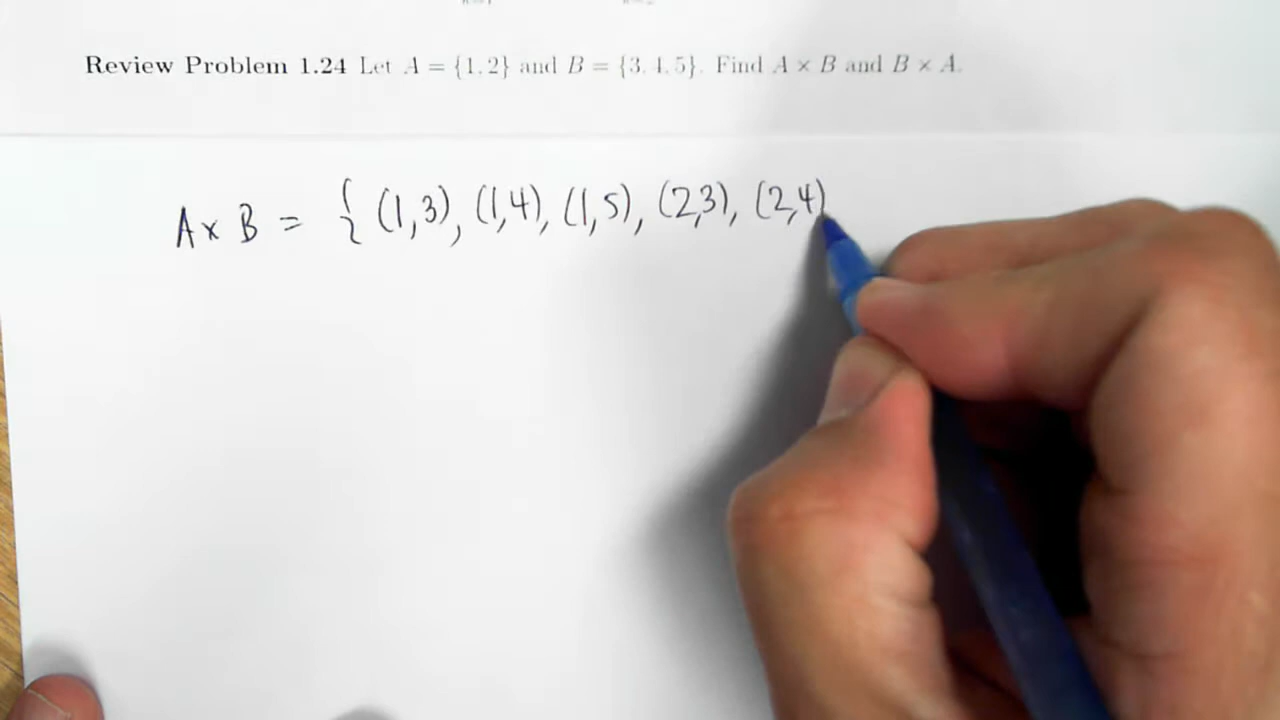 Review Problem 1.24 Let A = {1, 2} and B = {3, 4, 5}. Find A × B and B × A.
A × B = { (1,3), (1,4), (1,5), (2,3), (2,4)